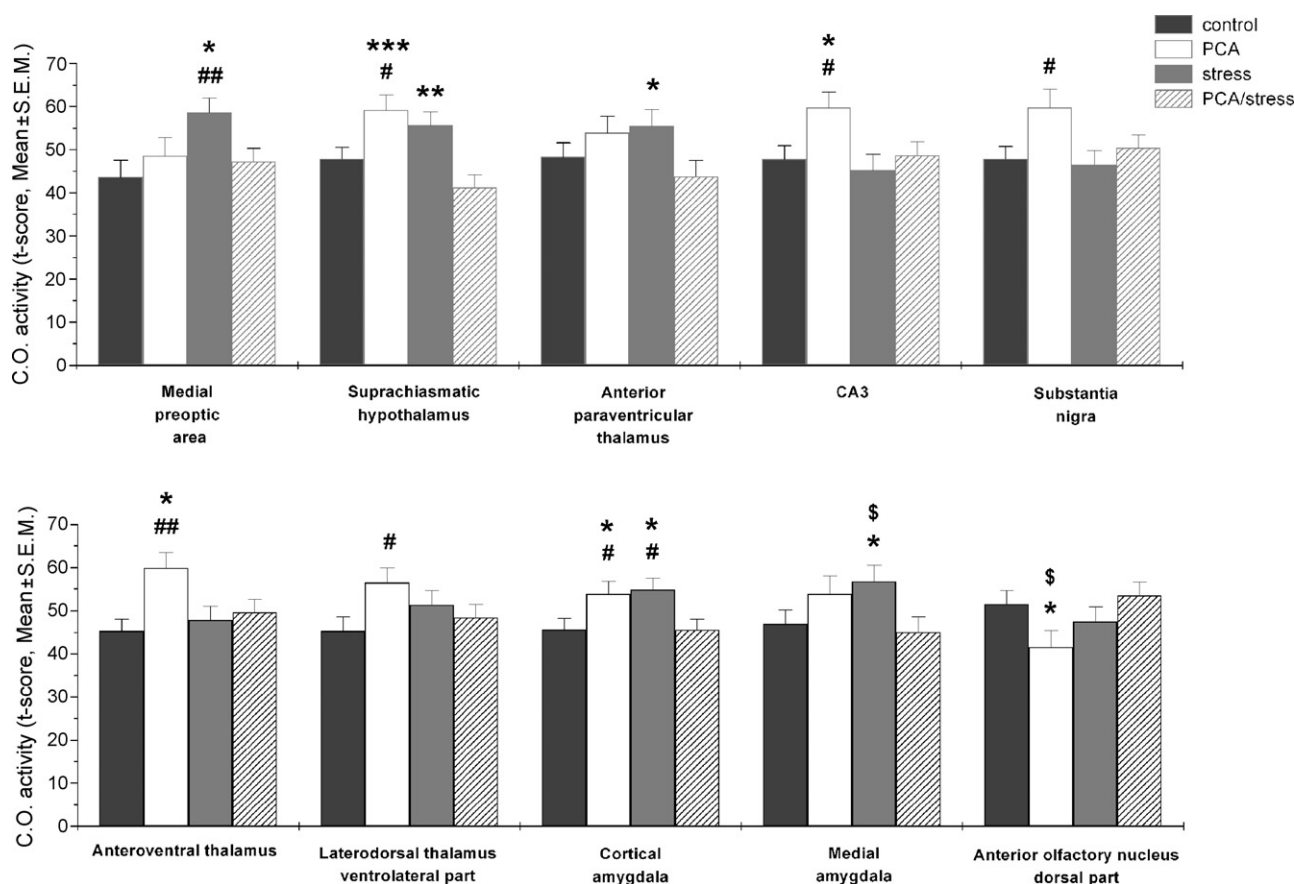 control
PCA
stress
PCA/stress
C.O. activity (t-score, Mean±S.E.M.)
70
60
50
40
30
20
10
0
*
##
***
#
**
*
*
#
#
Medial
preoptic
area
Suprachiasmatic
hypothalamus
Anterior
paraventricular
thalamus
CA3
Substantia
nigra
C.O. activity (t-score, Mean±S.E.M.)
70
60
50
40
30
20
10
0
*
##
#
*
#
*
#
$
*
$
*
Anteroventral thalamus
Laterodorsal thalamus
ventrolateral part
Cortical
amygdala
Medial
amygdala
Anterior olfactory nucleus
dorsal part